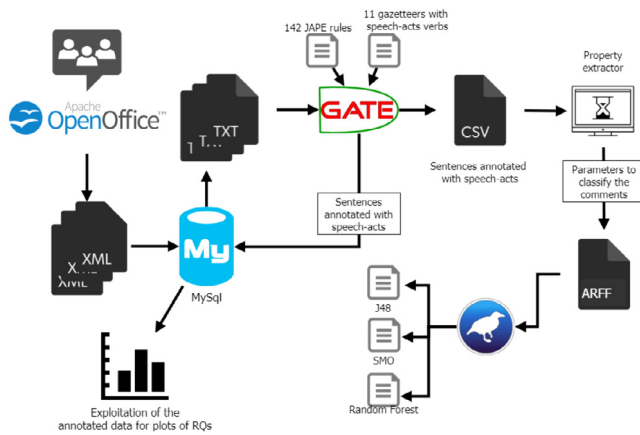 142 JAPE rules
11 gazetteers with
speech-acts verbs
Property
extractor
Apache
OpenOffice™
TXT
T...
T
GATE
CSV
Sentences annotated
with speech-acts
Sentences
annotated with
speech-acts
Parameters to
classify the
comments
XML
XML
My
MySql
ARFF
J48
SMO
Random Forest
Exploitation of the
annotated data for plots of RQs